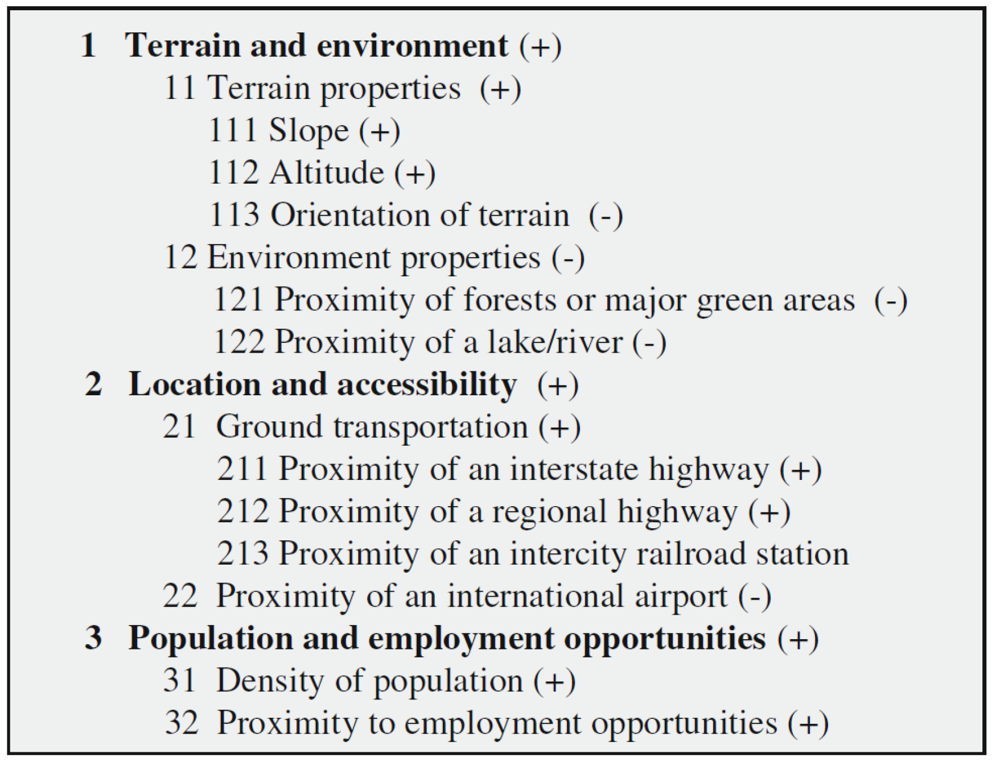 1 Terrain and environment (+)
11 Terrain properties (+)
111 Slope (+)
112 Altitude (+)
113 Orientation of terrain (-)
12 Environment properties (-)
121 Proximity of forests or major green areas (-)
122 Proximity of a lake/river (-)
2 Location and accessibility (+)
21 Ground transportation (+)
211 Proximity of an interstate highway (+)
212 Proximity of a regional highway (+)
213 Proximity of an intercity railroad station
22 Proximity of an international airport (-)
3 Population and employment opportunities (+)
31 Density of population (+)
32 Proximity to employment opportunities (+)